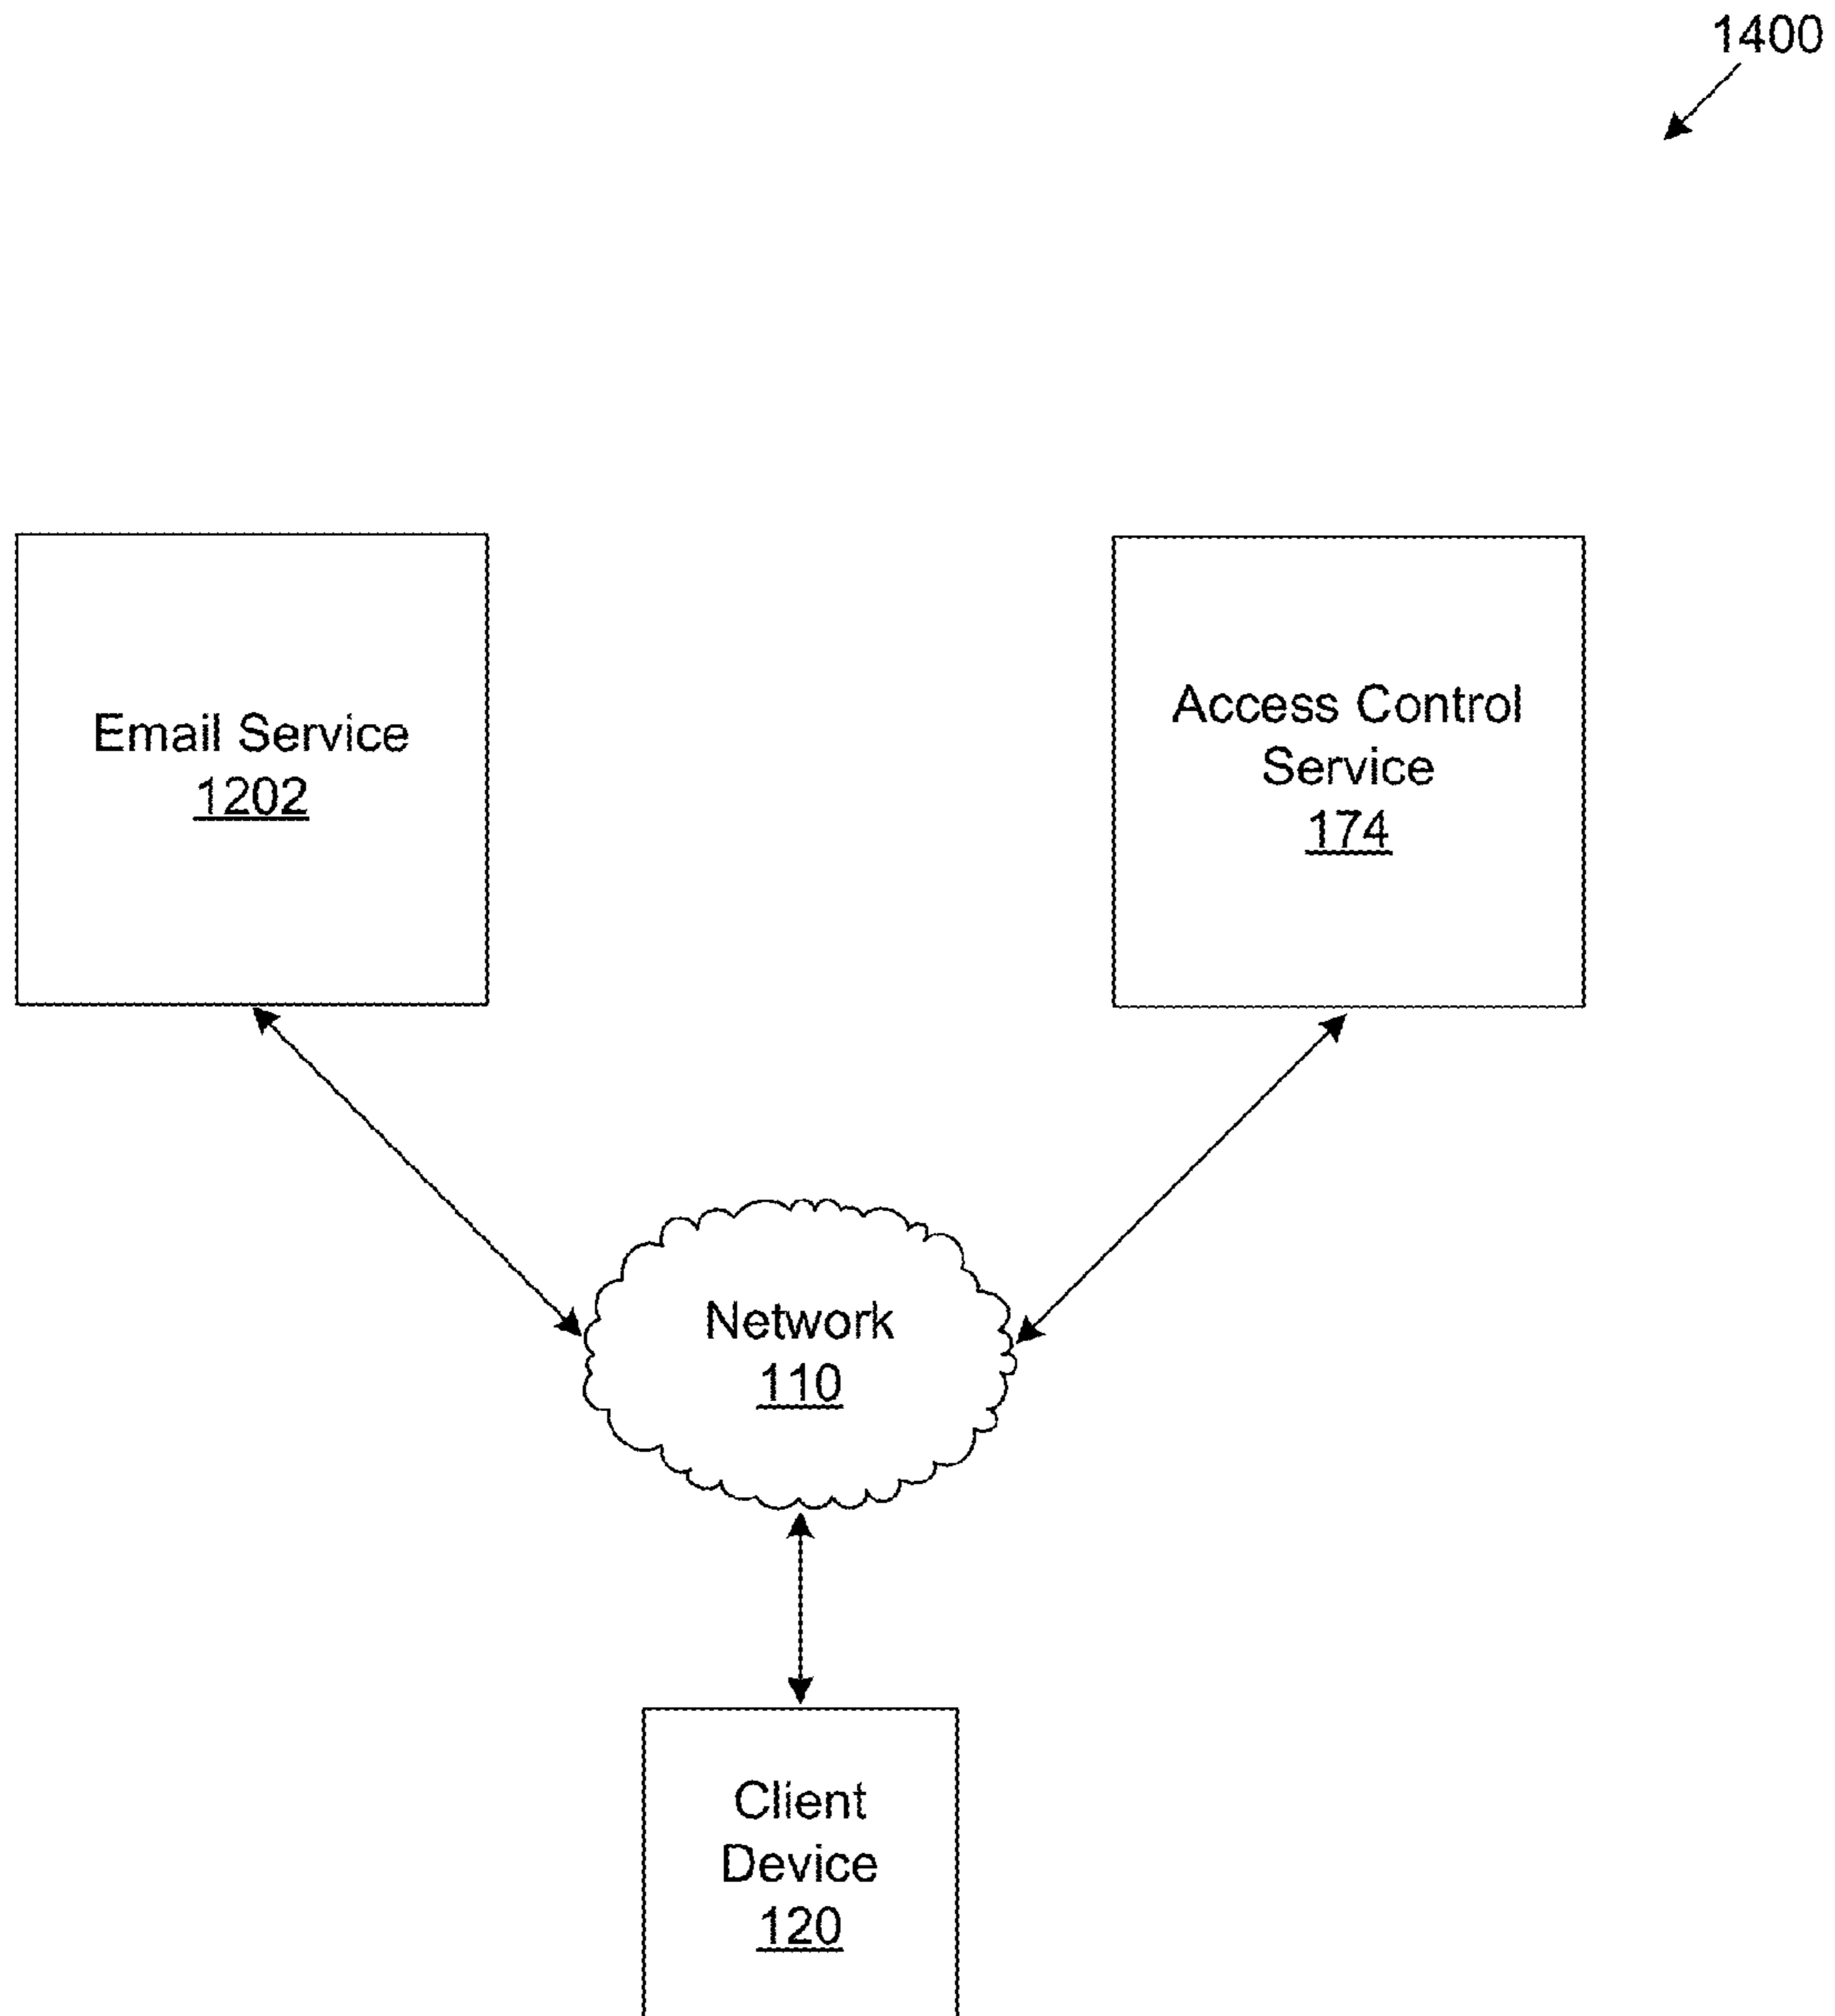 1400
Email Service
1202
Access Control
Service
174
Network
110
Client
Device
120